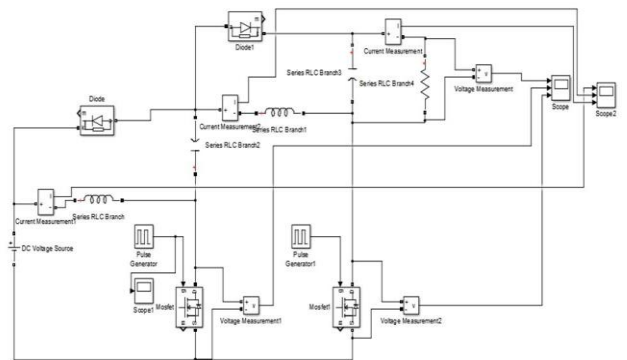 Diode1
Current Measurement
Series RLC Branch3
Series RLC Branch4
Voltage Measurement
Scope
Scope2
Diode
Current Measurement2
Series RLC Branch1
Series RLC Branch2
Current Measurement1
Series RLC Branch
DC Voltage Source
Pulse
Generator
Pulse
Generator1
Scope1
Mosfet
Voltage Measurement1
Mosfet1
Voltage Measurement2